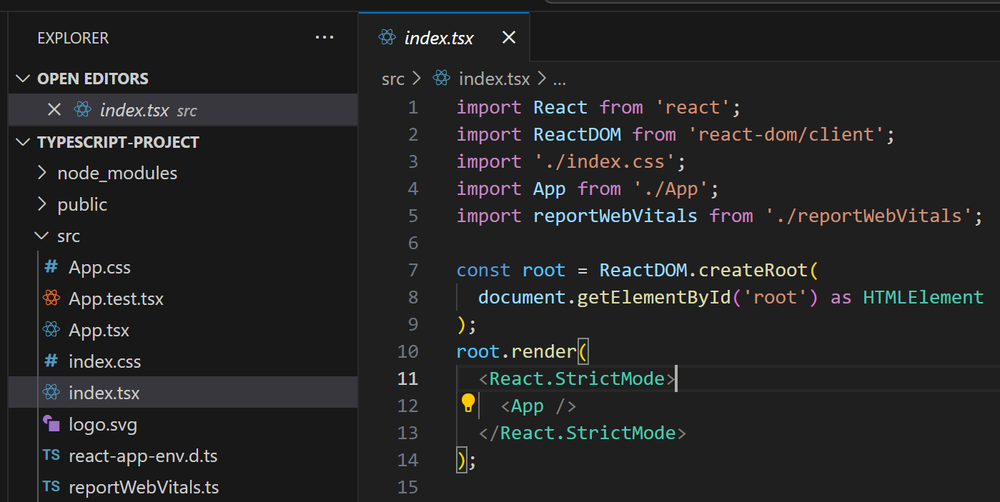 EXPLORER ···
OPEN EDITORS
index.tsx src
TYPESCRIPT-PROJECT
node_modules
public
src
# App.css
App.test.tsx
App.tsx
# index.css
index.tsx
logo.svg
TS react-app-env.d.ts
TS reportWebVitals.ts
index.tsx
src > index.tsx > ...
1 import React from 'react';
2 import ReactDOM from 'react-dom/client';
3 import './index.css';
4 import App from './App';
5 import reportWebVitals from './reportWebVitals';
6
7 const root = ReactDOM.createRoot(
8   document.getElementById('root') as HTMLElement
9 );
10 root.render(
11   <React.StrictMode>
12     <App />
13   </React.StrictMode>
14 );
15